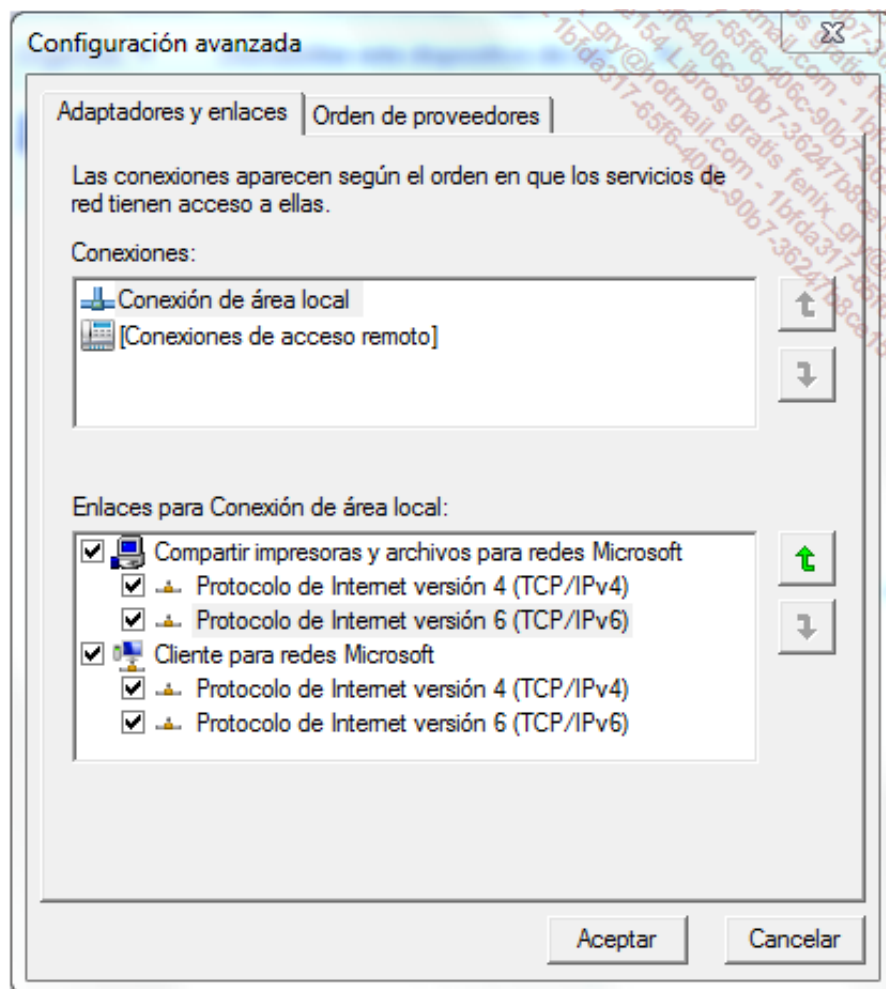 Configuración avanzada
Adaptadores y enlaces
Orden de proveedores
Las conexiones aparecen según el orden en que los servicios de
red tienen acceso a ellas.
Conexiones:
Conexión de área local
[Conexiones de acceso remoto]
Enlaces para Conexión de área local:
Compartir impresoras y archivos para redes Microsoft
Protocolo de Internet versión 4 (TCP/IPv4)
Protocolo de Internet versión 6 (TCP/IPv6)
Cliente para redes Microsoft
Protocolo de Internet versión 4 (TCP/IPv4)
Protocolo de Internet versión 6 (TCP/IPv6)
Aceptar
Cancelar